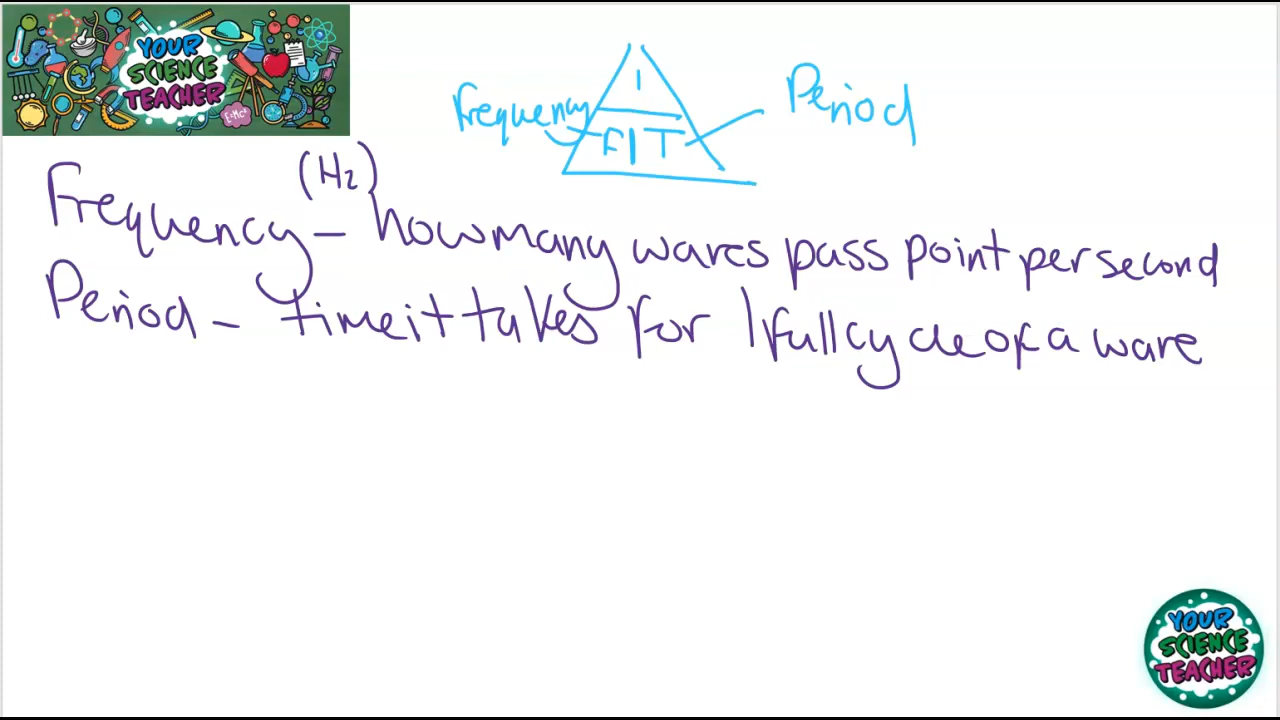 YOUR
SCIENCE
TEACHER
E=MC²
1
Frequency
F | T
Period
(Hz)
Frequency – how many waves pass point per second
Period – time it takes for 1 full cycle of a wave
YOUR
SCIENCE
TEACHER